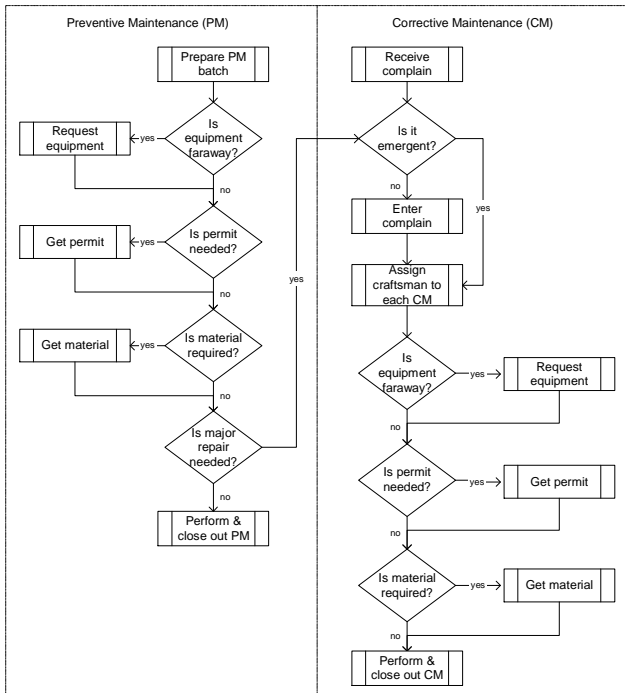 Preventive Maintenance (PM)
Prepare PM
batch
Is
equipment
faraway?
yes
Request
equipment
no
Is permit
needed?
yes
Get permit
no
Is material
required?
yes
Get material
no
Is major
repair
needed?
yes
no
Perform &
close out PM
Corrective Maintenance (CM)
Receive
complain
Is it
emergent?
no
yes
Enter
complain
Assign
craftsman to
each CM
Is
equipment
faraway?
yes
Request
equipment
no
Is permit
needed?
yes
Get permit
no
Is material
required?
yes
Get material
no
Perform &
close out CM